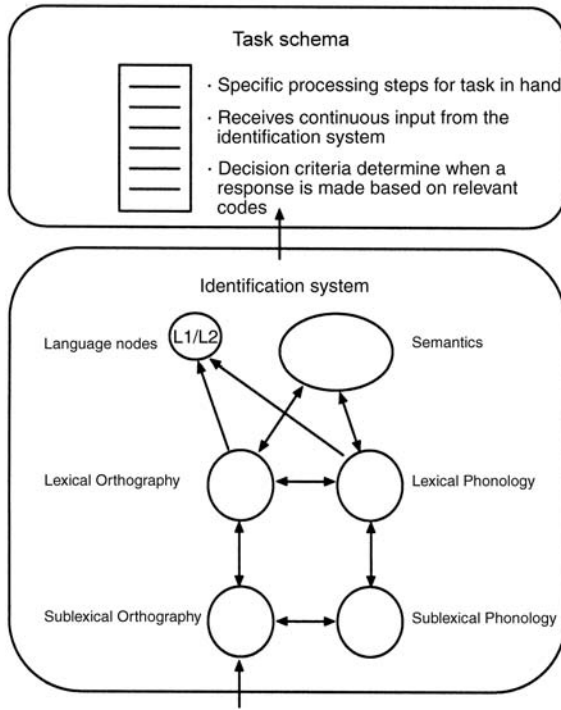 Task schema
· Specific processing steps for task in hand
· Receives continuous input from the
identification system
· Decision criteria determine when a
response is made based on relevant
codes
Identification system
Language nodes
L1/L2
Semantics
Lexical Orthography
Lexical Phonology
Sublexical Orthography
Sublexical Phonology